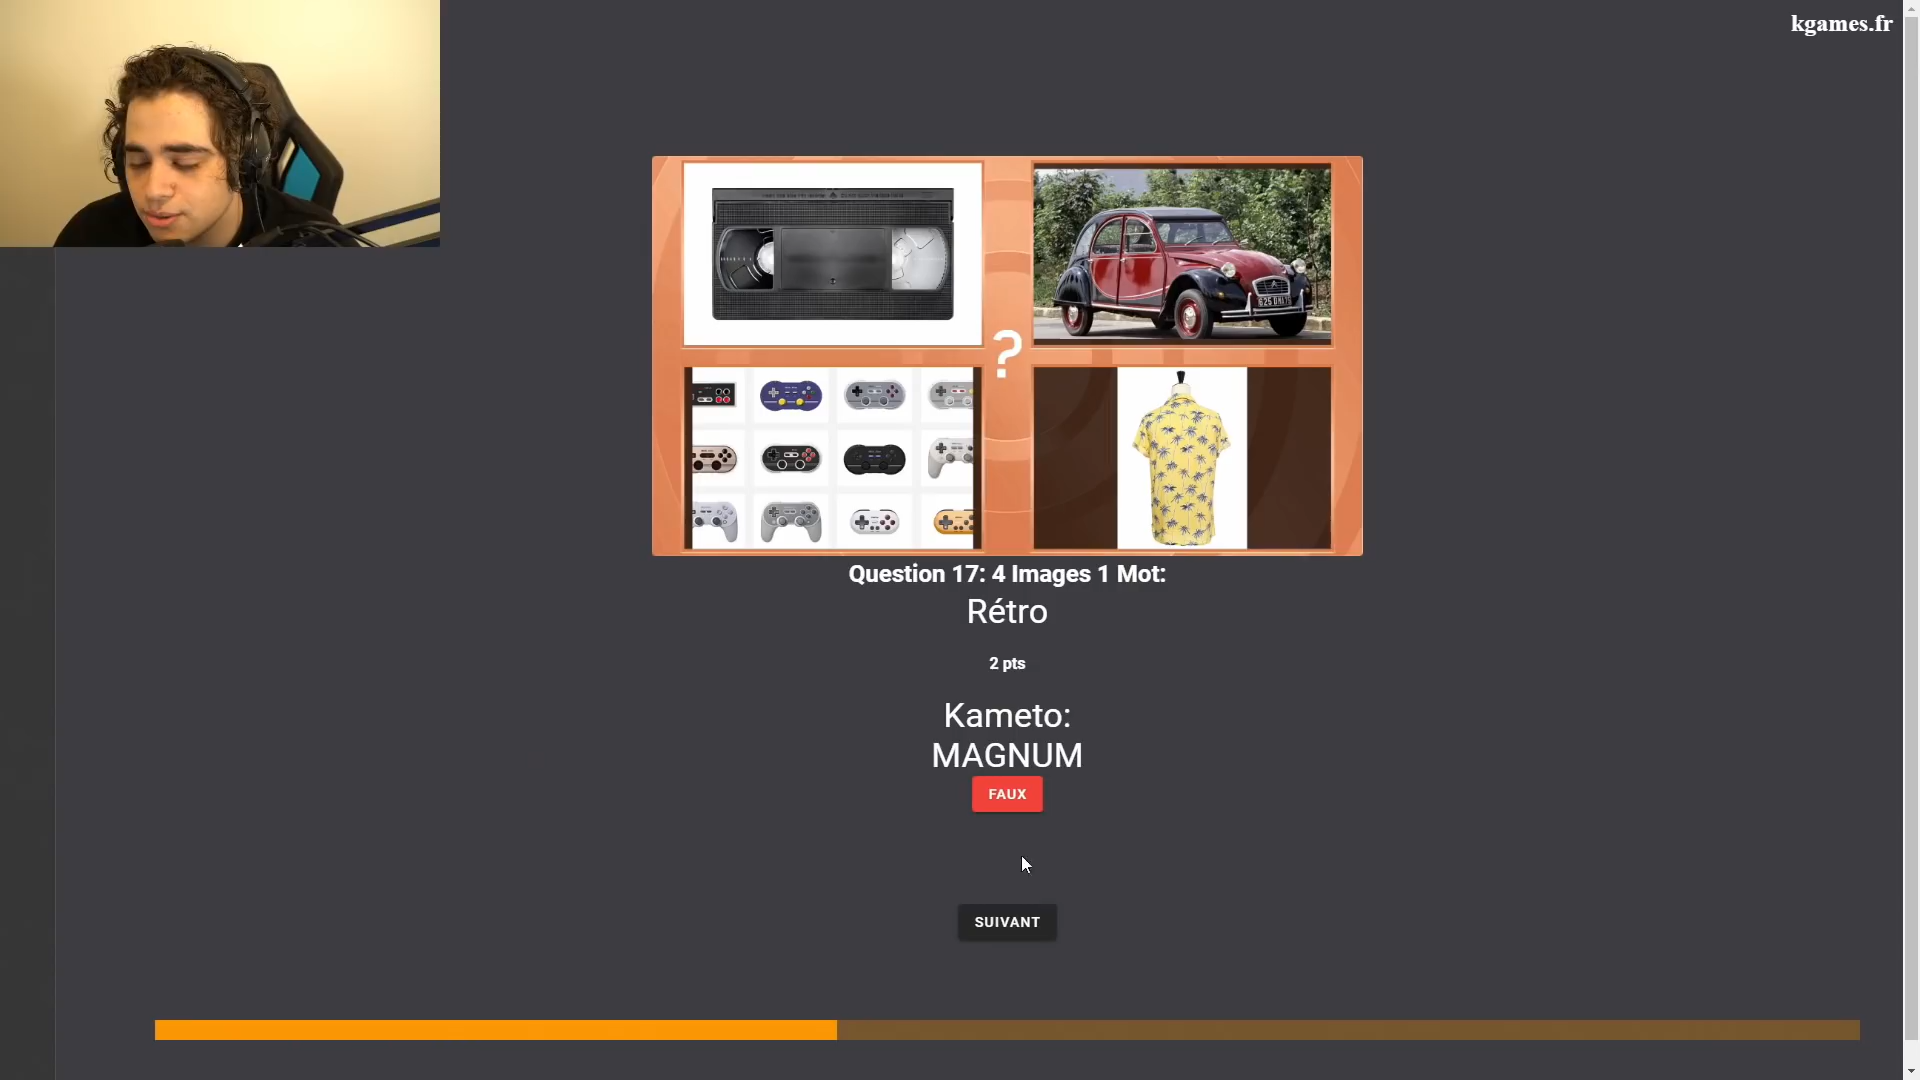 kgames.fr
?
Question 17: 4 Images 1 Mot:
Rétro
2 pts
Kameto:
MAGNUM
FAUX
SUIVANT